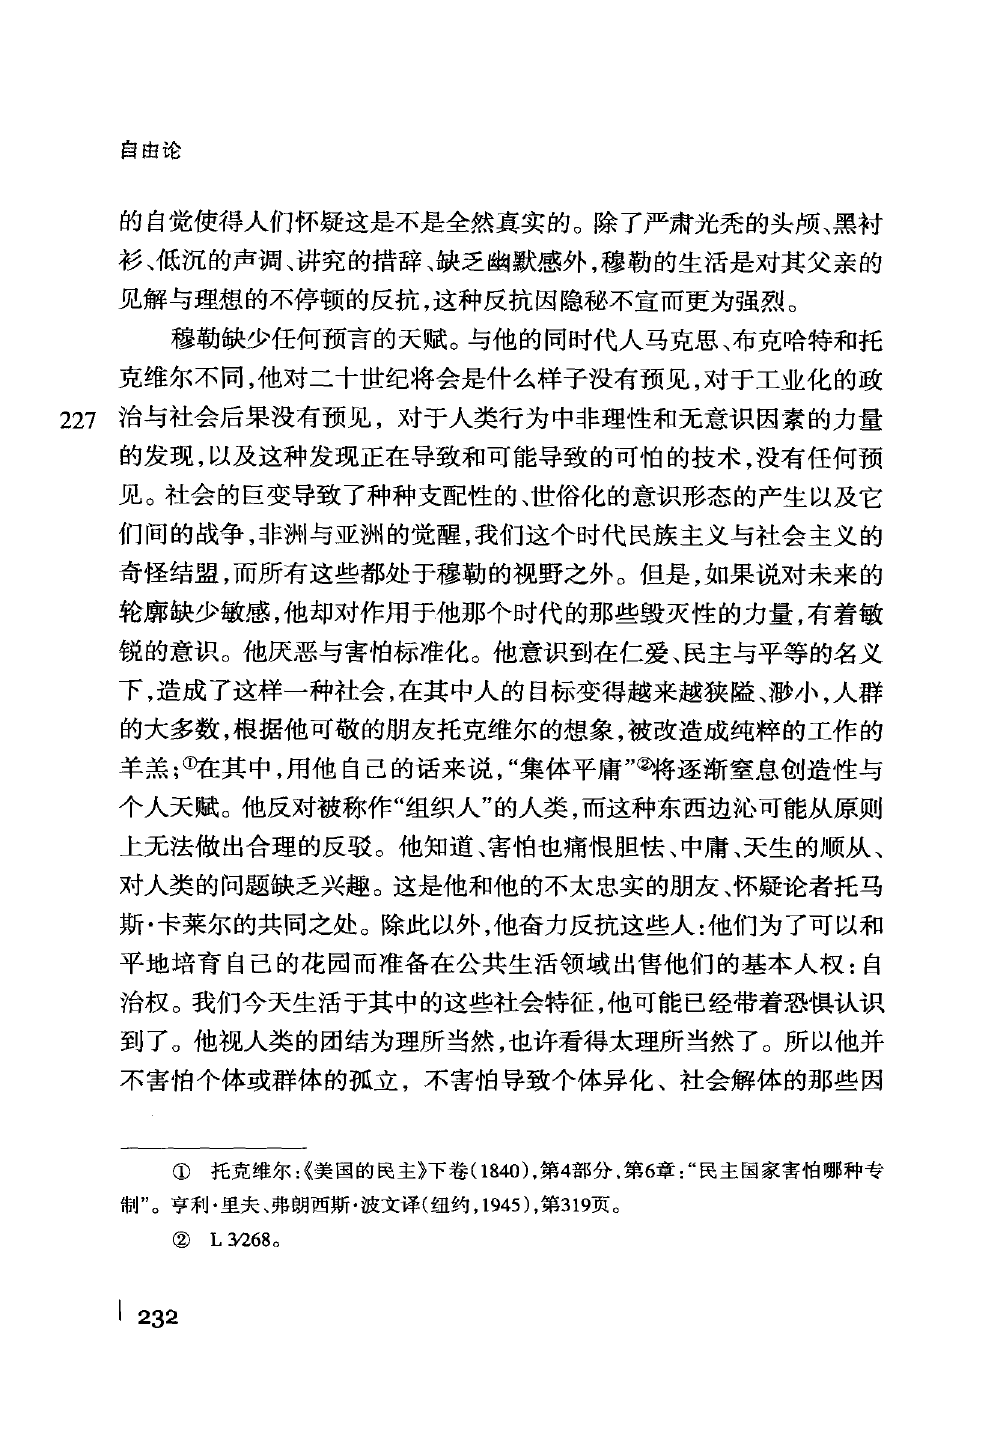 自由论
的自觉使得人们怀疑这是不是全然真实的。除了严肃光秃的头颅、黑衬
衫、低沉的声调、讲究的措辞、缺乏幽默感外,穆勒的生活是对其父亲的
见解与理想的不停顿的反抗,这种反抗因隐秘不宣而更为强烈。
穆勒缺少任何预言的天赋。与他的同时代人马克思、布克哈特和托
克维尔不同,他对二十世纪将会是什么样子没有预见,对于工业化的政
227 治与社会后果没有预见,对于人类行为中非理性和无意识因素的力量
的发现,以及这种发现正在导致和可能导致的可怕的技术,没有任何预
见。社会的巨变导致了种种支配性的、世俗化的意识形态的产生以及它
们间的战争,非洲与亚洲的觉醒,我们这个时代民族主义与社会主义的
奇怪结盟,而所有这些都处于穆勒的视野之外。但是,如果说对未来的
轮廓缺少敏感,他却对作用于他那个时代的那些毁灭性的力量,有着敏
锐的意识。他厌恶与害怕标准化。他意识到在仁爱、民主与平等的名义
下,造成了这样一种社会,在其中人的目标变得越来越狭隘、渺小,人群
的大多数,根据他可敬的朋友托克维尔的想象,被改造成纯粹的工作的
羊羔;①在其中,用他自己的话来说,“集体平庸”②将逐渐窒息创造性与
个人天赋。他反对被称作“组织人”的人类,而这种东西边沁可能从原则
上无法做出合理的反驳。他知道、害怕也痛恨胆怯、中庸、天生的顺从、
对人类的问题缺乏兴趣。这是他和他的不太忠实的朋友、怀疑论者托马
斯·卡莱尔的共同之处。除此以外,他奋力反抗这些人:他们为了可以和
平地培育自己的花园而准备在公共生活领域出售他们的基本人权:自
治权。我们今天生活于其中的这些社会特征,他可能已经带着恐惧认识
到了。他视人类的团结为理所当然,也许看得太理所当然了。所以他并
不害怕个体或群体的孤立,不害怕导致个体异化、社会解体的那些因
① 托克维尔:《美国的民主》下卷(1840),第4部分,第6章:“民主国家害怕哪种专
制”。亨利·里夫、弗朗西斯·波文译(纽约,1945),第319页。
② L 3/268。
232